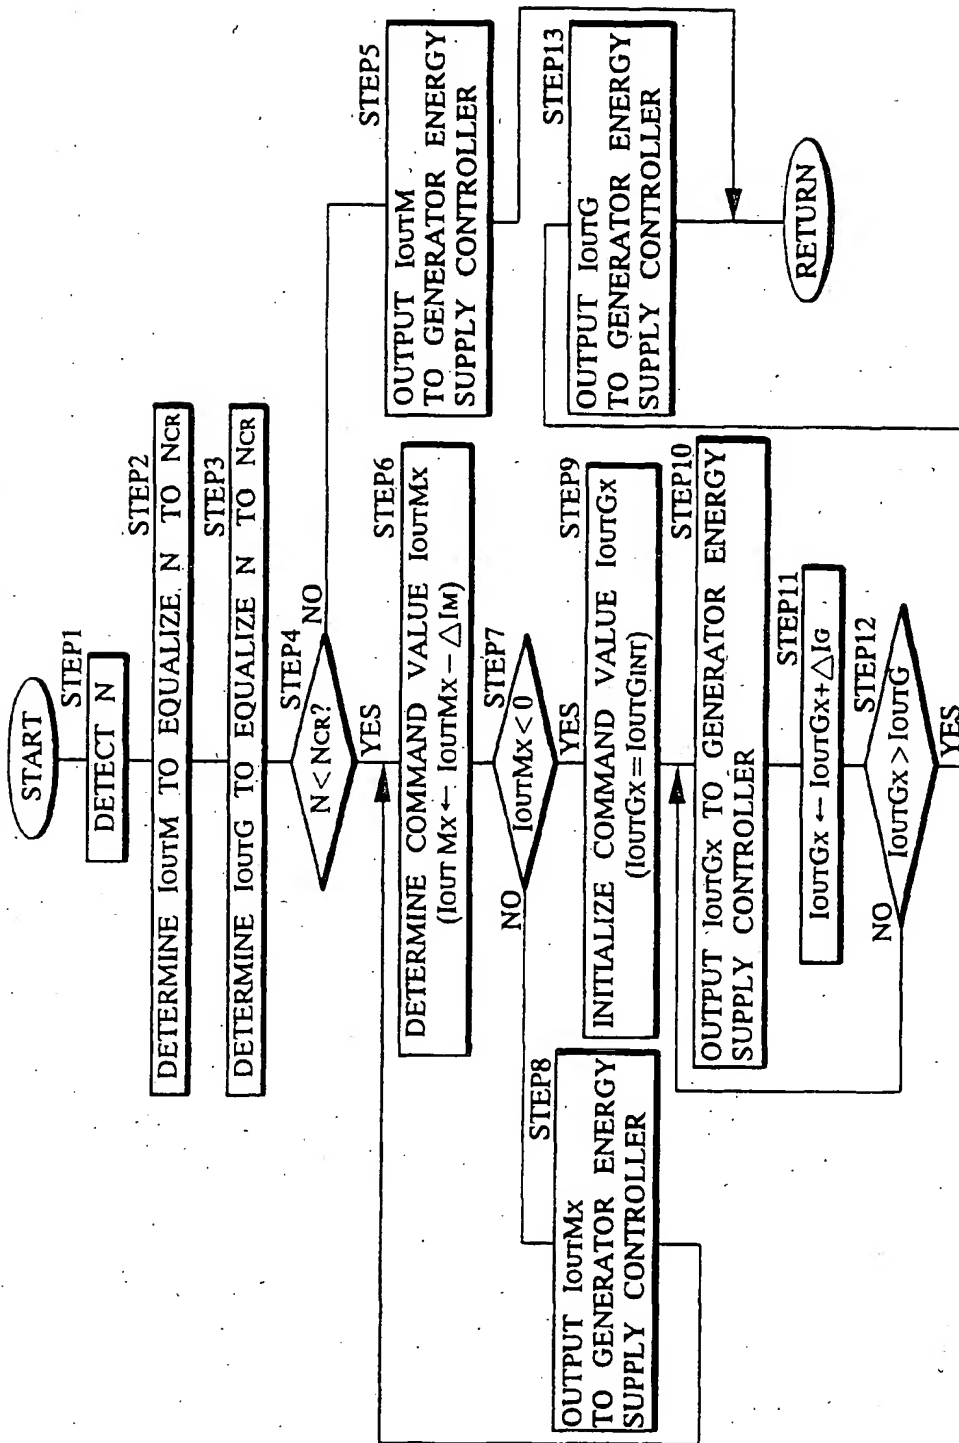 START
STEP1
DETECT N
STEP2
DETERMINE IOUTM TO EQUALIZE N TO NCR
STEP3
DETERMINE IOUTG TO EQUALIZE N TO NCR
STEP4
N < NCR?
NO
YES
STEP5
OUTPUT IOUTM
TO GENERATOR ENERGY
SUPPLY CONTROLLER
STEP6
DETERMINE COMMAND VALUE IOUTMX
(IOUTMX ← IOUTMX − △IM)
STEP7
IOUTMX < 0
NO
YES
STEP8
OUTPUT IOUTMX
TO GENERATOR ENERGY
SUPPLY CONTROLLER
STEP9
INITIALIZE COMMAND VALUE IOUTGX
(IOUTGX = IOUTGINT)
STEP10
OUTPUT IOUTGX TO GENERATOR ENERGY
SUPPLY CONTROLLER
STEP11
IOUTGX ← IOUTGX + △IG
STEP12
IOUTGX > IOUTG
NO
YES
STEP13
OUTPUT IOUTG
TO GENERATOR ENERGY
SUPPLY CONTROLLER
RETURN